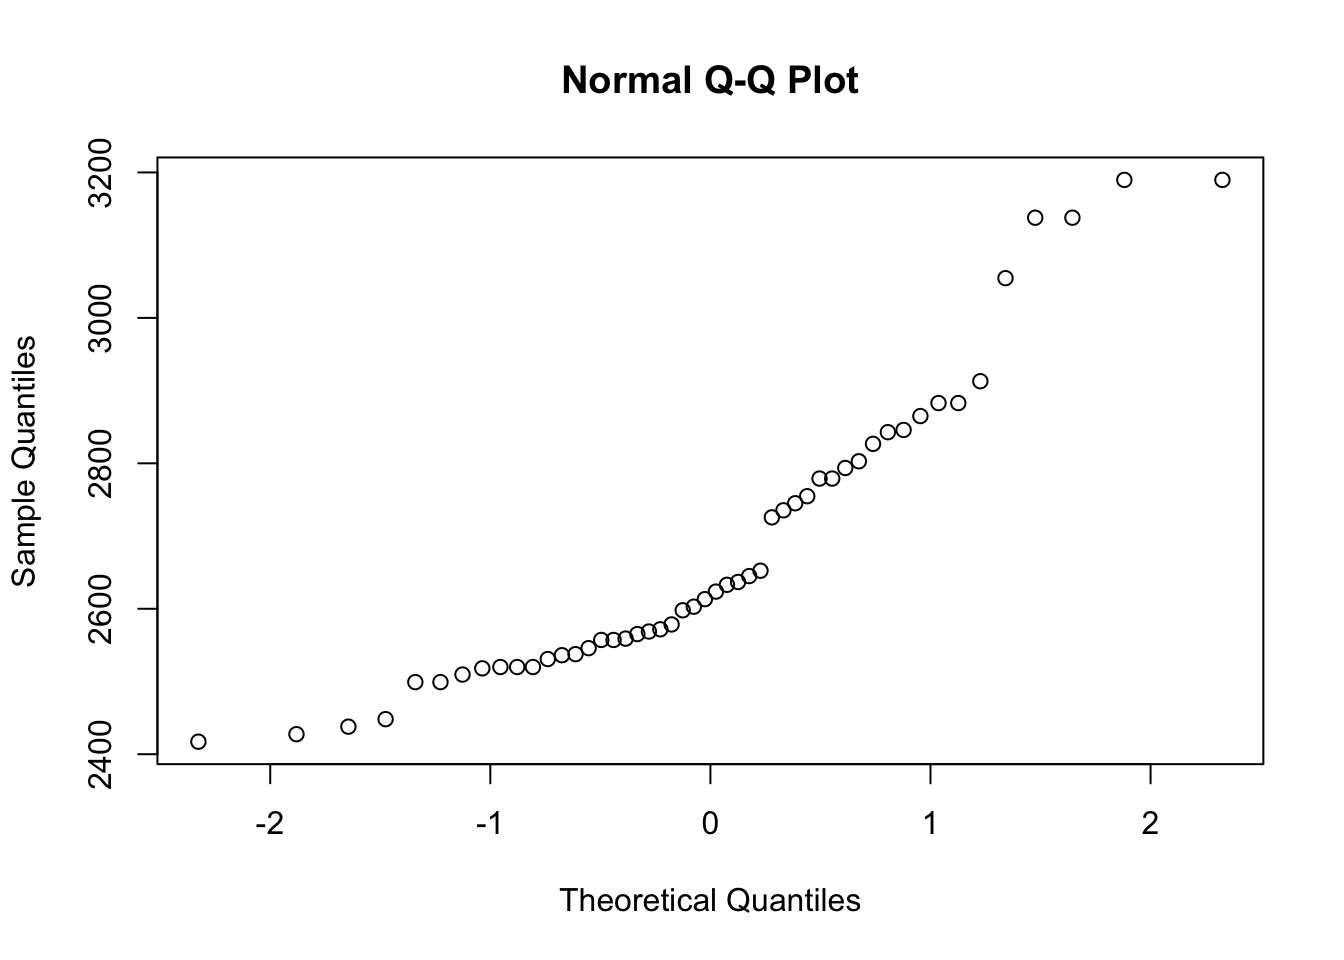 Normal Q-Q Plot
3200
3000
2800
2600
2400
Sample Quantiles
-2 -1 0 1 2
Theoretical Quantiles